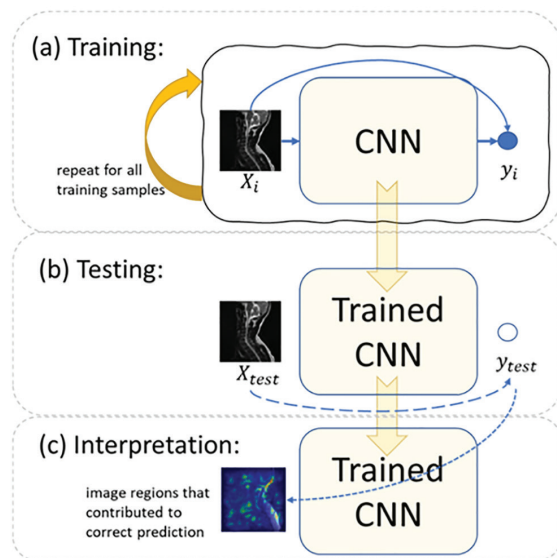 (a) Training:
CNN
repeat for all
training samples
X_i
y_i
(b) Testing:
Trained
CNN
X_test
y_test
(c) Interpretation:
Trained
CNN
image regions that
contributed to
correct prediction